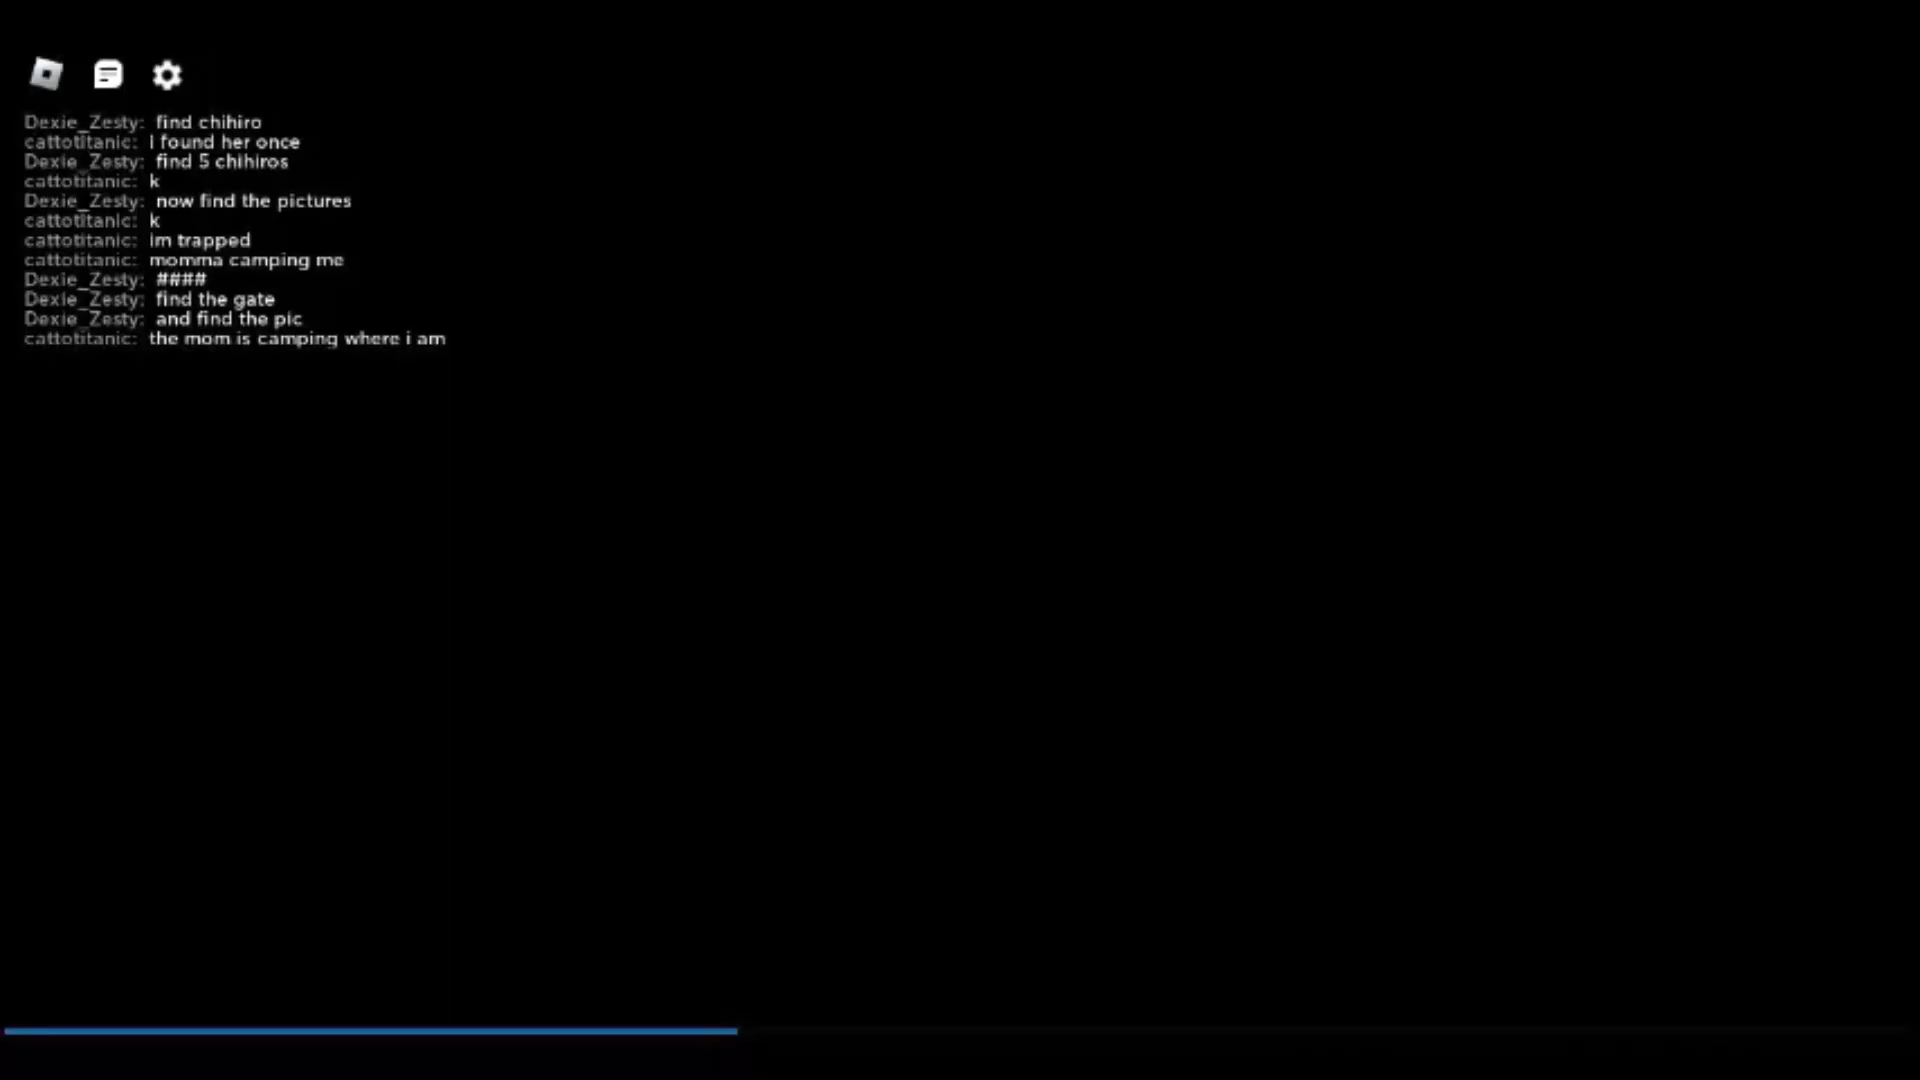 Dexie_Zesty: find chihiro
cattotitanic: I found her once
Dexie_Zesty: find 5 chihiros
cattotitanic: k
Dexie_Zesty: now find the pictures
cattotitanic: k
cattotitanic: im trapped
cattotitanic: momma camping me
Dexie_Zesty: ####
Dexie_Zesty: find the gate
Dexie_Zesty: and find the pic
cattotitanic: the mom is camping where i am